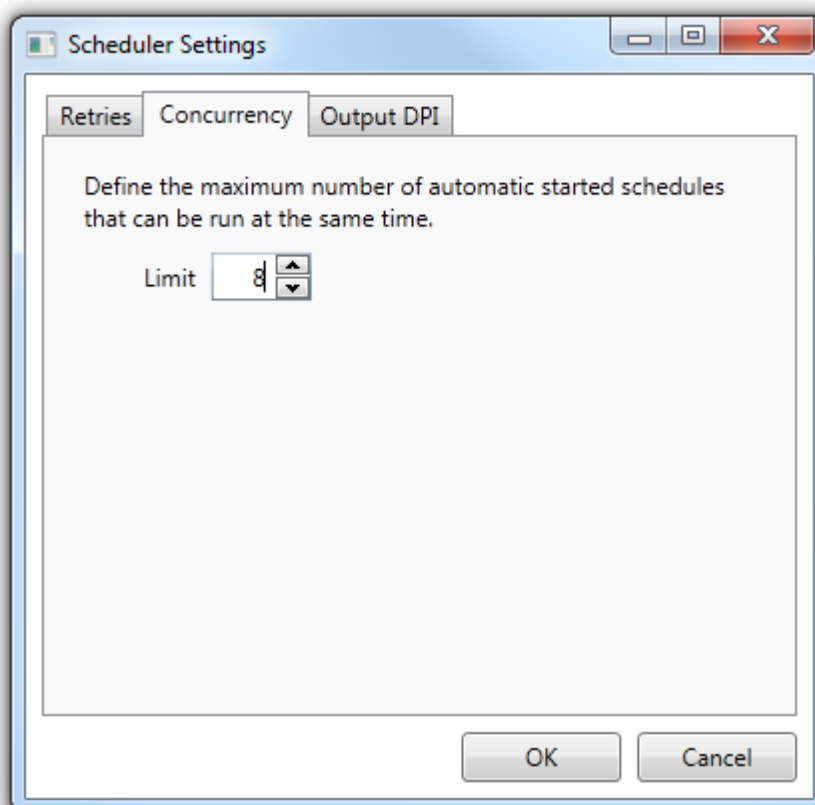 Scheduler Settings
Retries Concurrency Output DPI
Define the maximum number of automatic started schedules
that can be run at the same time.
Limit 8
OK Cancel